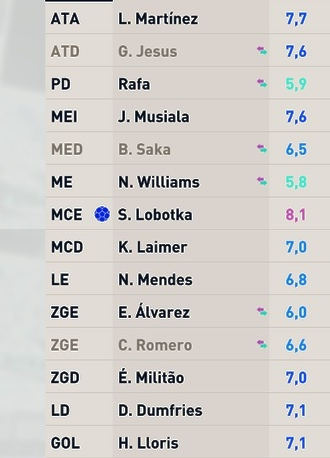 ATA L. Martínez 7,7
ATD G. Jesus 7,6
PD Rafa 5,9
MEI J. Musiala 7,6
MED B. Saka 6,5
ME N. Williams 5,8
MCE S. Lobotka 8,1
MCD K. Laimer 7,0
LE N. Mendes 6,8
ZGE E. Álvarez 6,0
ZGE C. Romero 6,6
ZGD É. Militão 7,0
LD D. Dumfries 7,1
GOL H. Lloris 7,1